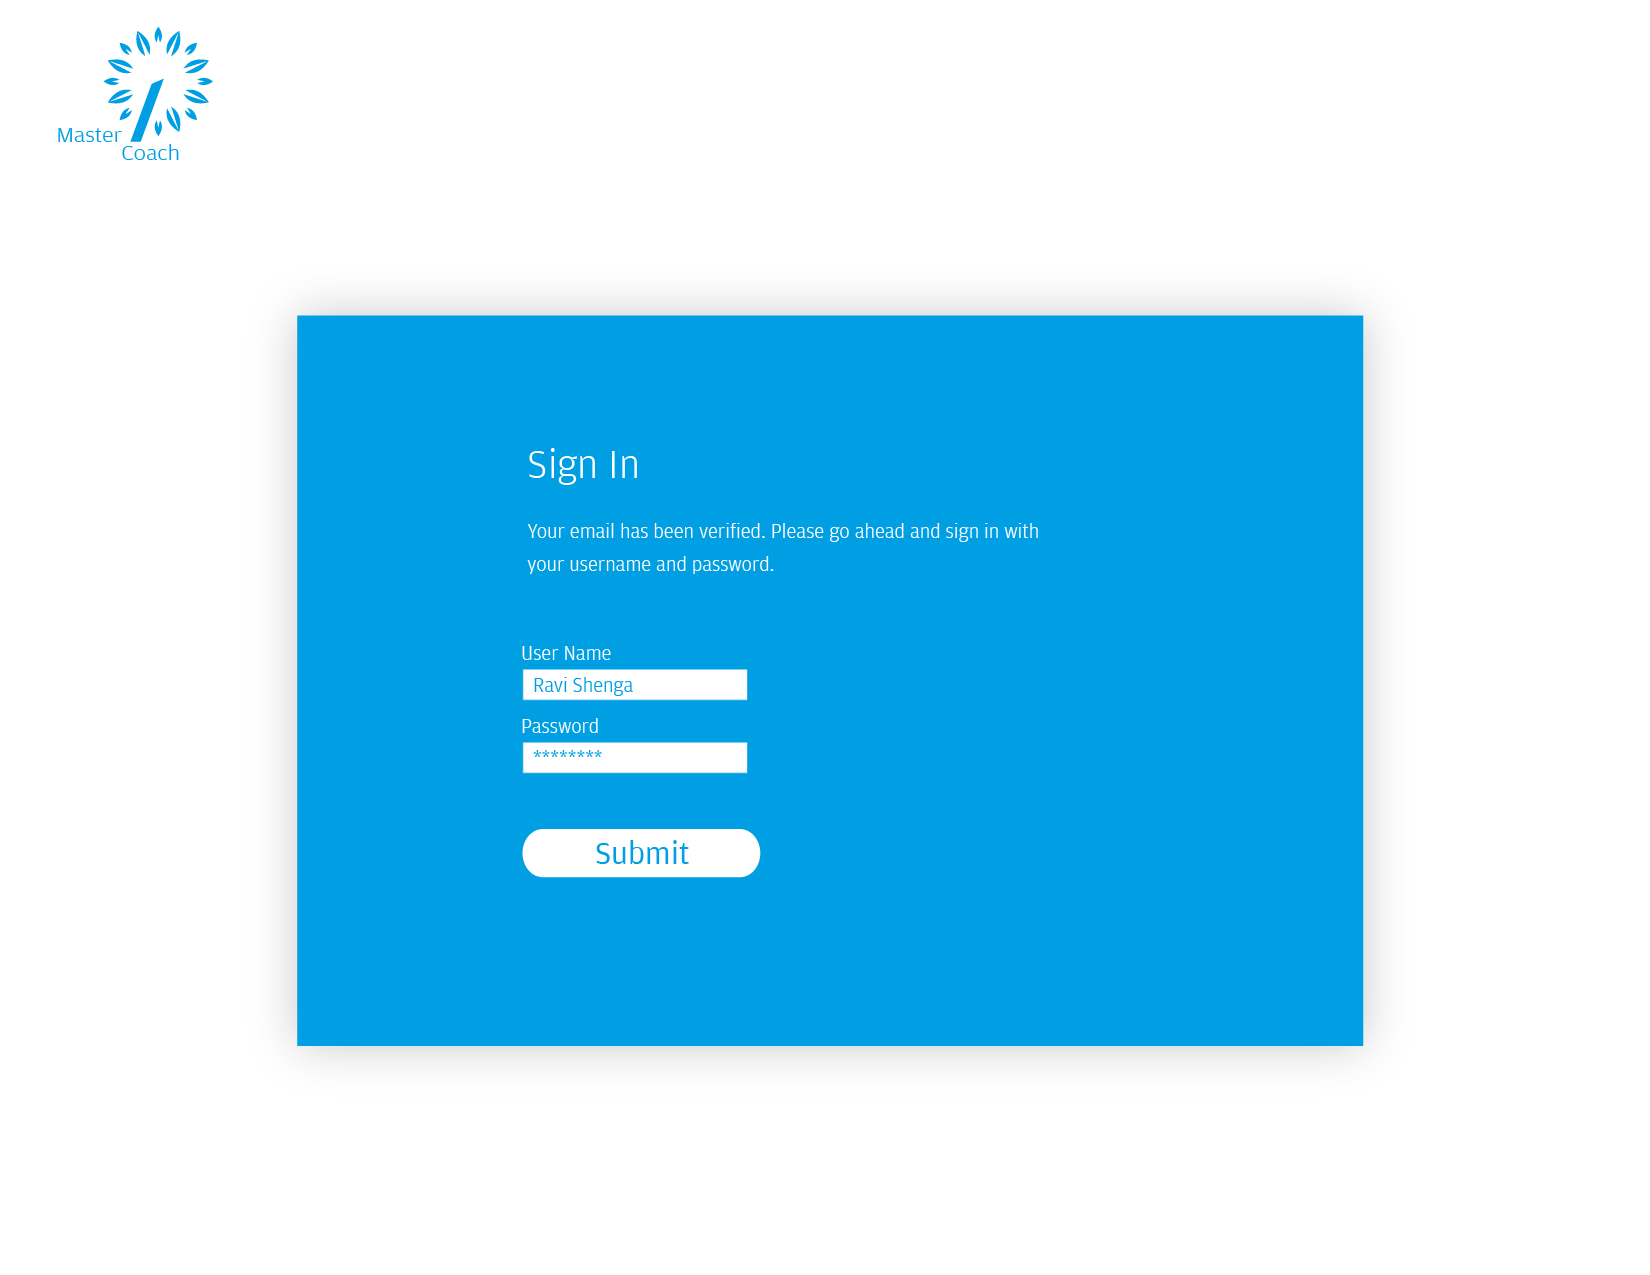 Master
Coach
Sign In
Your email has been verified. Please go ahead and sign in with
your username and password.
User Name
Ravi Shenga
Password
********
Submit